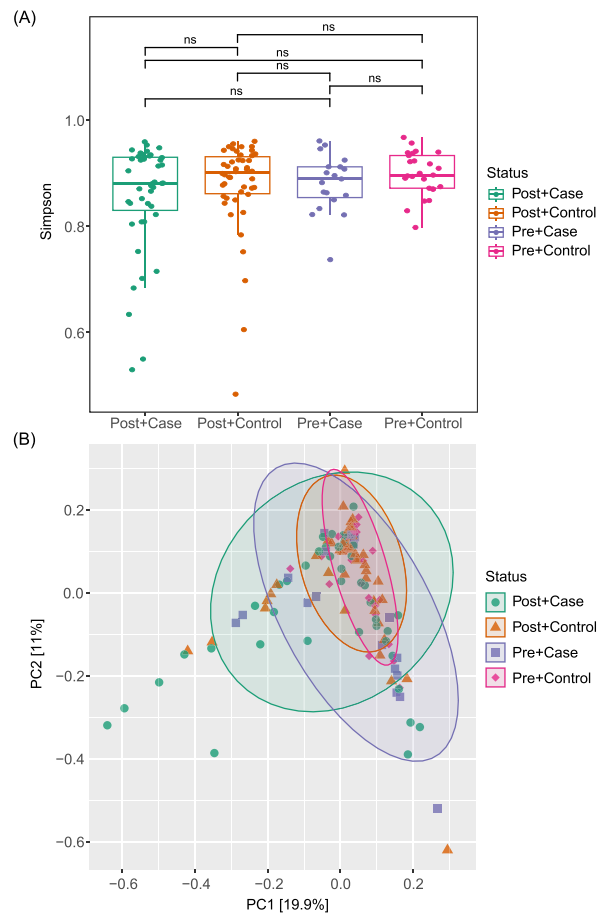 (A)
ns
ns
ns
ns
ns
ns
1.0
0.8
0.6
Simpson
Post+Case
Post+Control
Pre+Case
Pre+Control
Status
Post+Case
Post+Control
Pre+Case
Pre+Control
(B)
0.2
0.0
−0.2
−0.4
−0.6
PC2 [11%]
−0.6
−0.4
−0.2
0.0
0.2
PC1 [19.9%]
Status
Post+Case
Post+Control
Pre+Case
Pre+Control